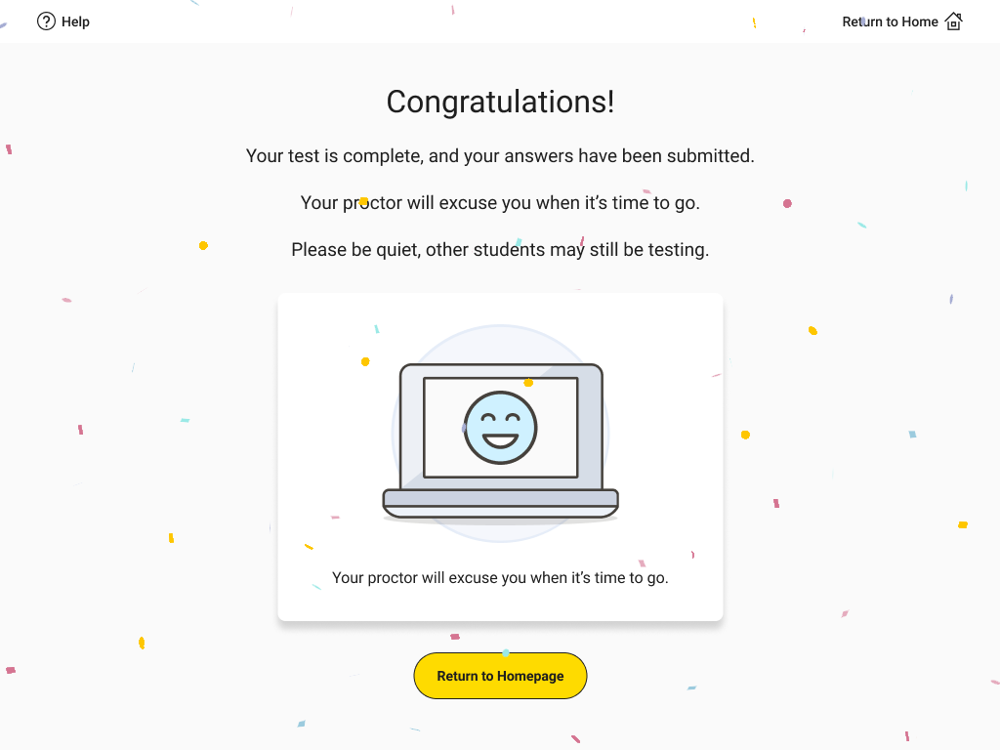 Help
Return to Home
Congratulations!
Your test is complete, and your answers have been submitted.
Your proctor will excuse you when it’s time to go.
Please be quiet, other students may still be testing.
Your proctor will excuse you when it’s time to go.
Return to Homepage